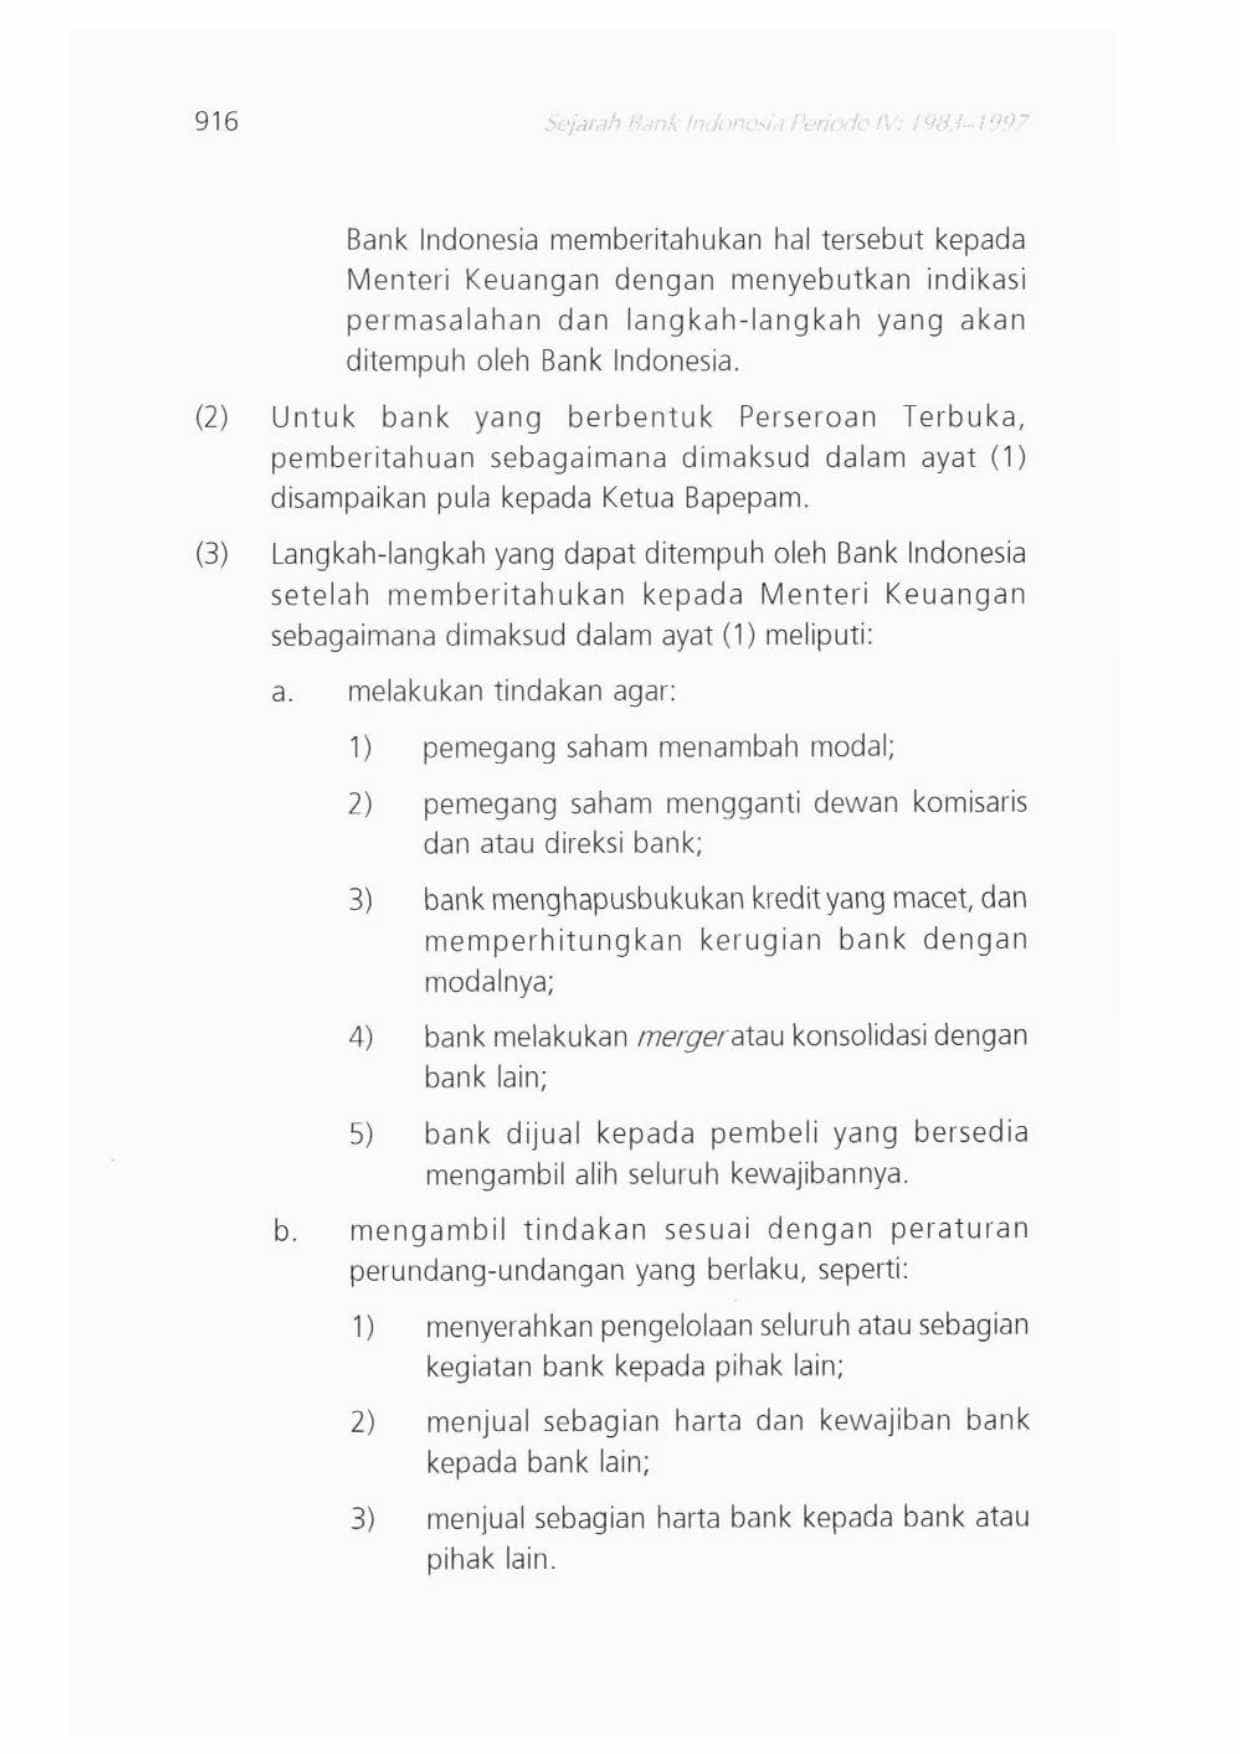 916
Sejarah Bank Indonesia Periode IV: 1983–1997
Bank Indonesia memberitahukan hal tersebut kepada
Menteri Keuangan dengan menyebutkan indikasi
permasalahan dan langkah-langkah yang akan
ditempuh oleh Bank Indonesia.
(2) Untuk bank yang berbentuk Perseroan Terbuka,
pemberitahuan sebagaimana dimaksud dalam ayat (1)
disampaikan pula kepada Ketua Bapepam.
(3) Langkah-langkah yang dapat ditempuh oleh Bank Indonesia
setelah memberitahukan kepada Menteri Keuangan
sebagaimana dimaksud dalam ayat (1) meliputi:
a. melakukan tindakan agar:
1) pemegang saham menambah modal;
2) pemegang saham mengganti dewan komisaris
dan atau direksi bank;
3) bank menghapusbukukan kredit yang macet, dan
memperhitungkan kerugian bank dengan
modalnya;
4) bank melakukan merger atau konsolidasi dengan
bank lain;
5) bank dijual kepada pembeli yang bersedia
mengambil alih seluruh kewajibannya.
b. mengambil tindakan sesuai dengan peraturan
perundang-undangan yang berlaku, seperti:
1) menyerahkan pengelolaan seluruh atau sebagian
kegiatan bank kepada pihak lain;
2) menjual sebagian harta dan kewajiban bank
kepada bank lain;
3) menjual sebagian harta bank kepada bank atau
pihak lain.